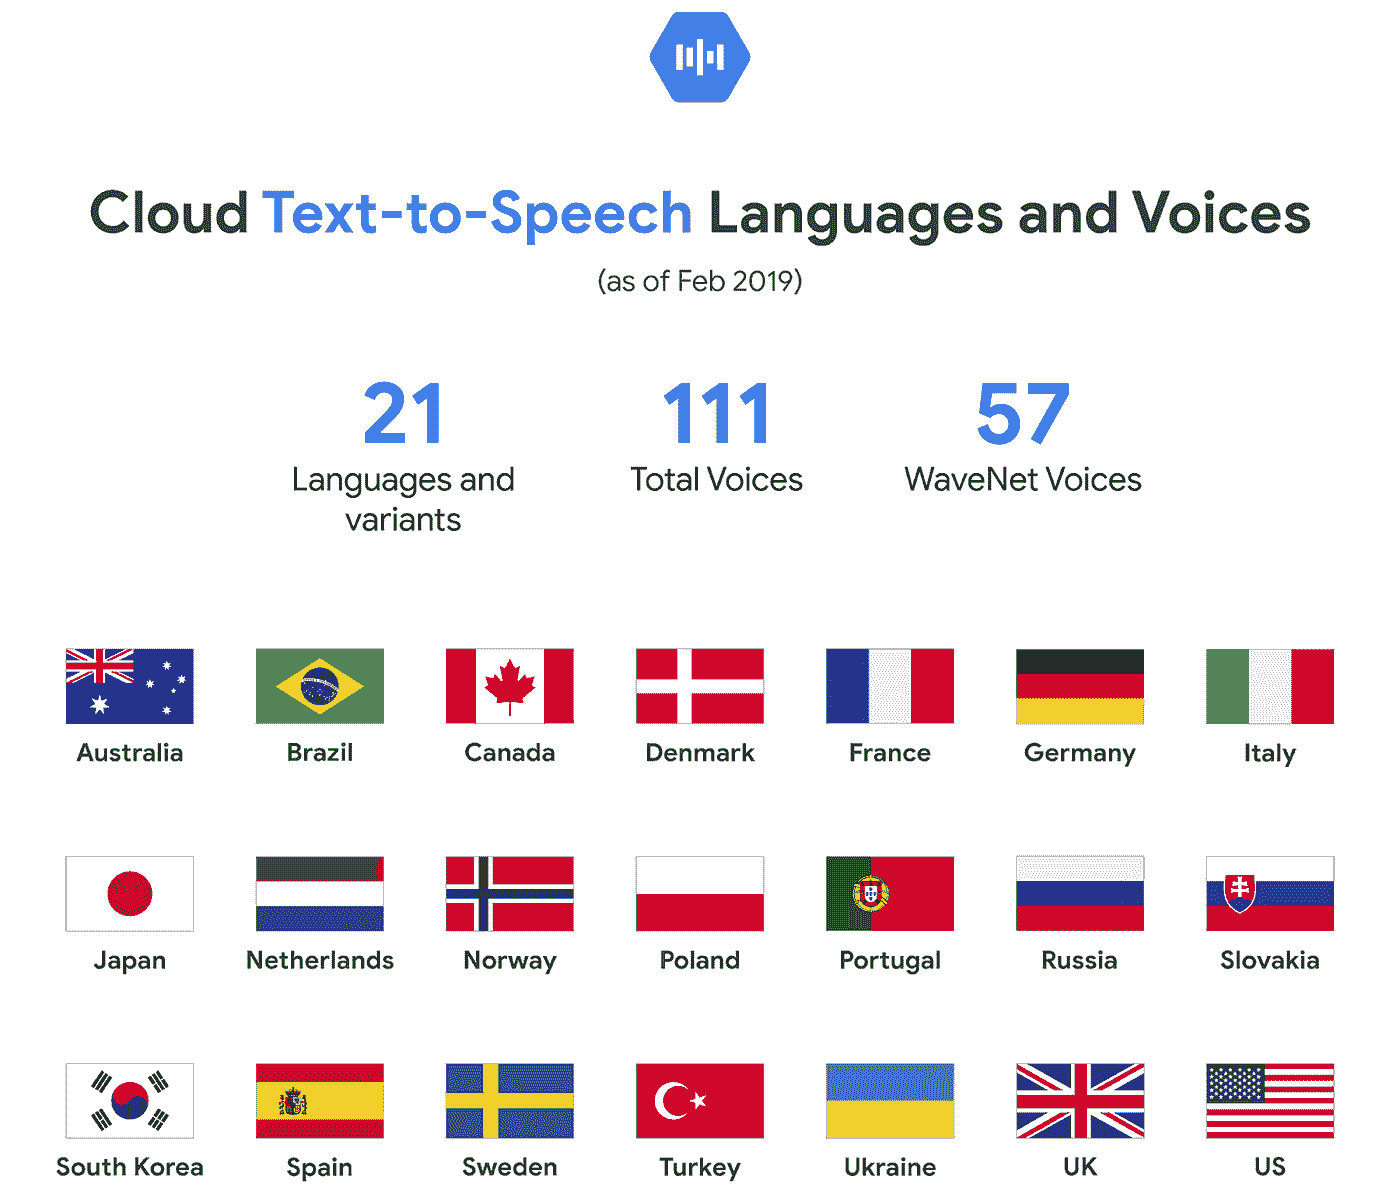 Cloud Text-to-Speech Languages and Voices
(as of Feb 2019)
21 111 57
Languages and variants Total Voices WaveNet Voices
Australia Brazil Canada Denmark France Germany Italy
Japan Netherlands Norway Poland Portugal Russia Slovakia
South Korea Spain Sweden Turkey Ukraine UK US